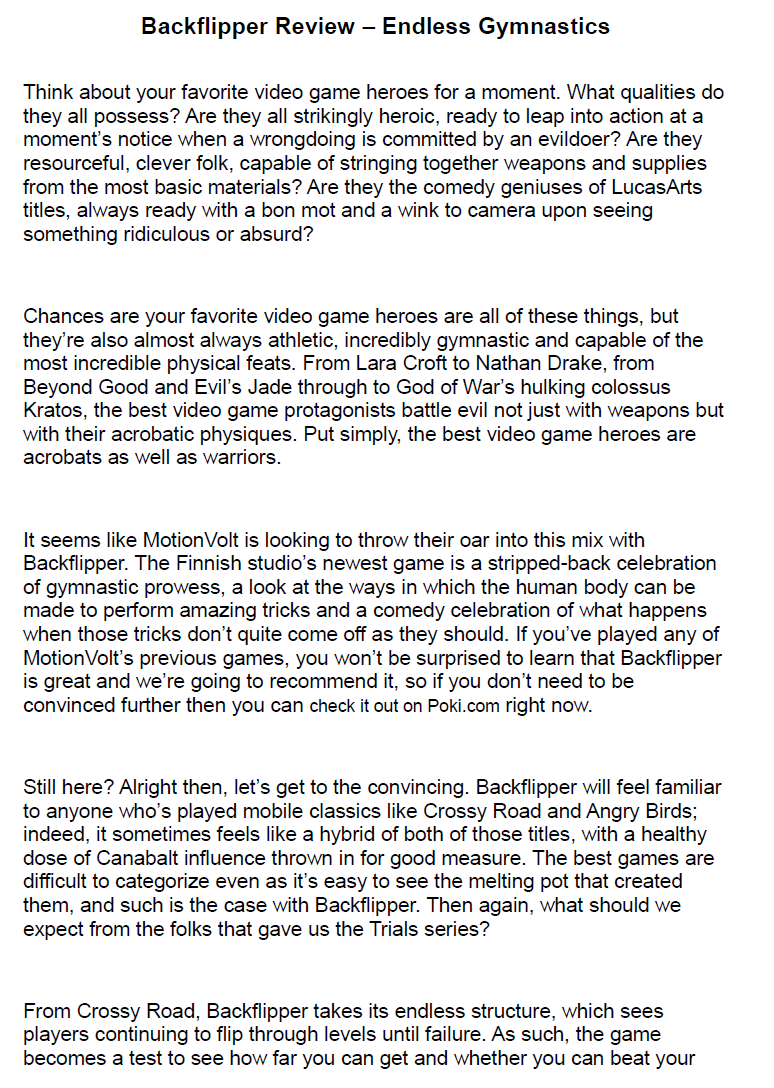 Backflipper Review – Endless Gymnastics
Think about your favorite video game heroes for a moment. What qualities do
they all possess? Are they all strikingly heroic, ready to leap into action at a
moment’s notice when a wrongdoing is committed by an evildoer? Are they
resourceful, clever folk, capable of stringing together weapons and supplies
from the most basic materials? Are they the comedy geniuses of LucasArts
titles, always ready with a bon mot and a wink to camera upon seeing
something ridiculous or absurd?
Chances are your favorite video game heroes are all of these things, but
they’re also almost always athletic, incredibly gymnastic and capable of the
most incredible physical feats. From Lara Croft to Nathan Drake, from
Beyond Good and Evil’s Jade through to God of War’s hulking colossus
Kratos, the best video game protagonists battle evil not just with weapons but
with their acrobatic physiques. Put simply, the best video game heroes are
acrobats as well as warriors.
It seems like MotionVolt is looking to throw their oar into this mix with
Backflipper. The Finnish studio’s newest game is a stripped-back celebration
of gymnastic prowess, a look at the ways in which the human body can be
made to perform amazing tricks and a comedy celebration of what happens
when those tricks don’t quite come off as they should. If you’ve played any of
MotionVolt’s previous games, you won’t be surprised to learn that Backflipper
is great and we’re going to recommend it, so if you don’t need to be
convinced further then you can check it out on Poki.com right now.
Still here? Alright then, let’s get to the convincing. Backflipper will feel familiar
to anyone who’s played mobile classics like Crossy Road and Angry Birds;
indeed, it sometimes feels like a hybrid of both of those titles, with a healthy
dose of Canabalt influence thrown in for good measure. The best games are
difficult to categorize even as it’s easy to see the melting pot that created
them, and such is the case with Backflipper. Then again, what should we
expect from the folks that gave us the Trials series?
From Crossy Road, Backflipper takes its endless structure, which sees
players continuing to flip through levels until failure. As such, the game
becomes a test to see how far you can get and whether you can beat your